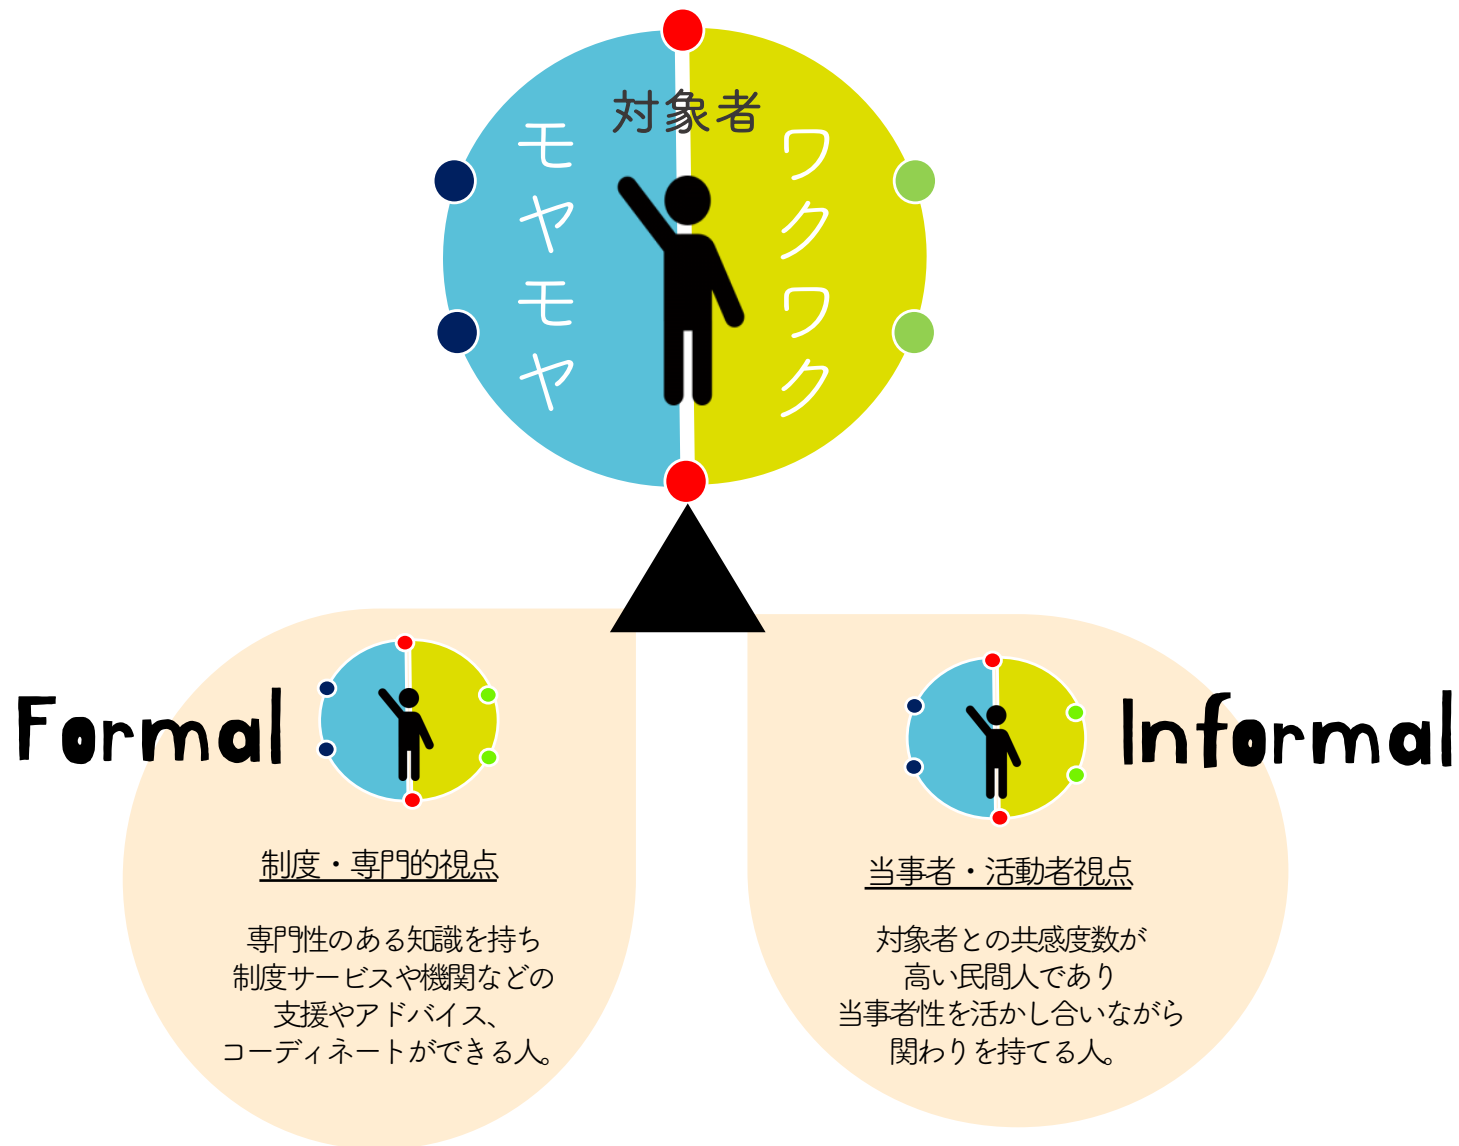 対象者
モヤモヤ
ワクワク
Formal
制度・専門的視点
専門性のある知識を持ち
制度サービスや機関などの
支援やアドバイス、
コーディネートができる人。
Informal
当事者・活動者視点
対象者との共感度数が
高い民間人であり
当事者性を活かし合いながら
関わりを持てる人。